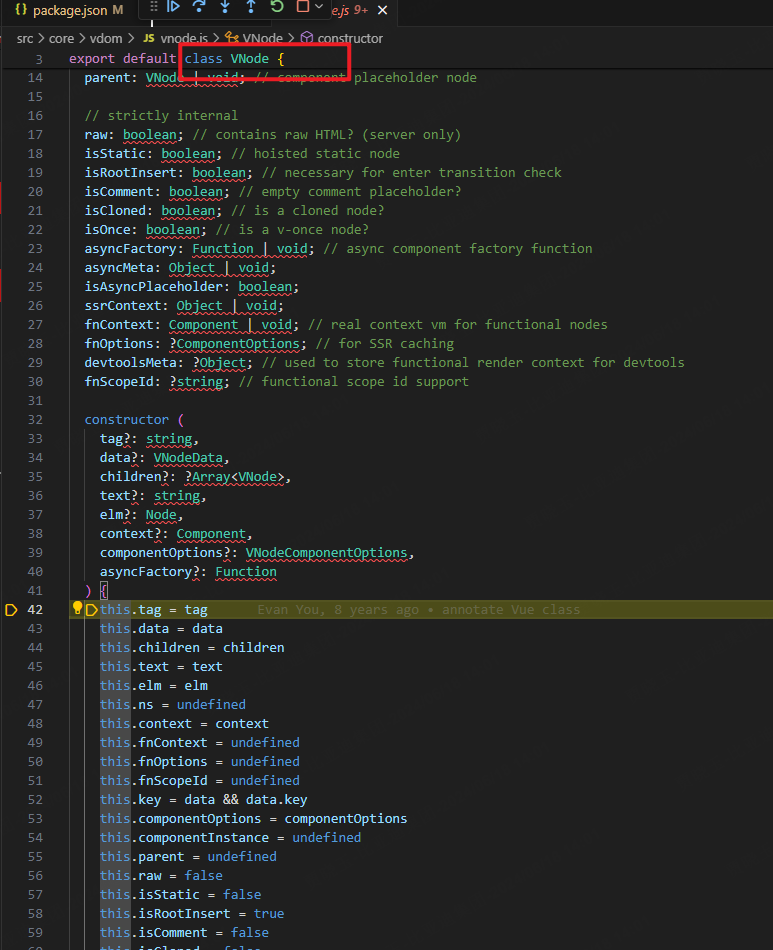 {} package.json M
e.js 9+ ×
src > core > vdom > JS vnode.js > VNode > constructor
3 export default class VNode {
14 parent: VNode | void; // component placeholder node
15
16 // strictly internal
17 raw: boolean; // contains raw HTML? (server only)
18 isStatic: boolean; // hoisted static node
19 isRootInsert: boolean; // necessary for enter transition check
20 isComment: boolean; // empty comment placeholder?
21 isCloned: boolean; // is a cloned node?
22 isOnce: boolean; // is a v-once node?
23 asyncFactory: Function | void; // async component factory function
24 asyncMeta: Object | void;
25 isAsyncPlaceholder: boolean;
26 ssrContext: Object | void;
27 fnContext: Component | void; // real context vm for functional nodes
28 fnOptions: ?ComponentOptions; // for SSR caching
29 devtoolsMeta: ?Object; // used to store functional render context for devtools
30 fnScopeId: ?string; // functional scope id support
31
32 constructor (
33 tag?: string,
34 data?: VNodeData,
35 children?: ?Array<VNode>,
36 text?: string,
37 elm?: Node,
38 context?: Component,
39 componentOptions?: VNodeComponentOptions,
40 asyncFactory?: Function
41 ) {
42 this.tag = tag Evan You, 8 years ago • annotate Vue class
43 this.data = data
44 this.children = children
45 this.text = text
46 this.elm = elm
47 this.ns = undefined
48 this.context = context
49 this.fnContext = undefined
50 this.fnOptions = undefined
51 this.fnScopeId = undefined
52 this.key = data && data.key
53 this.componentOptions = componentOptions
54 this.componentInstance = undefined
55 this.parent = undefined
56 this.raw = false
57 this.isStatic = false
58 this.isRootInsert = true
59 this.isComment = false
60 this.isCloned = false